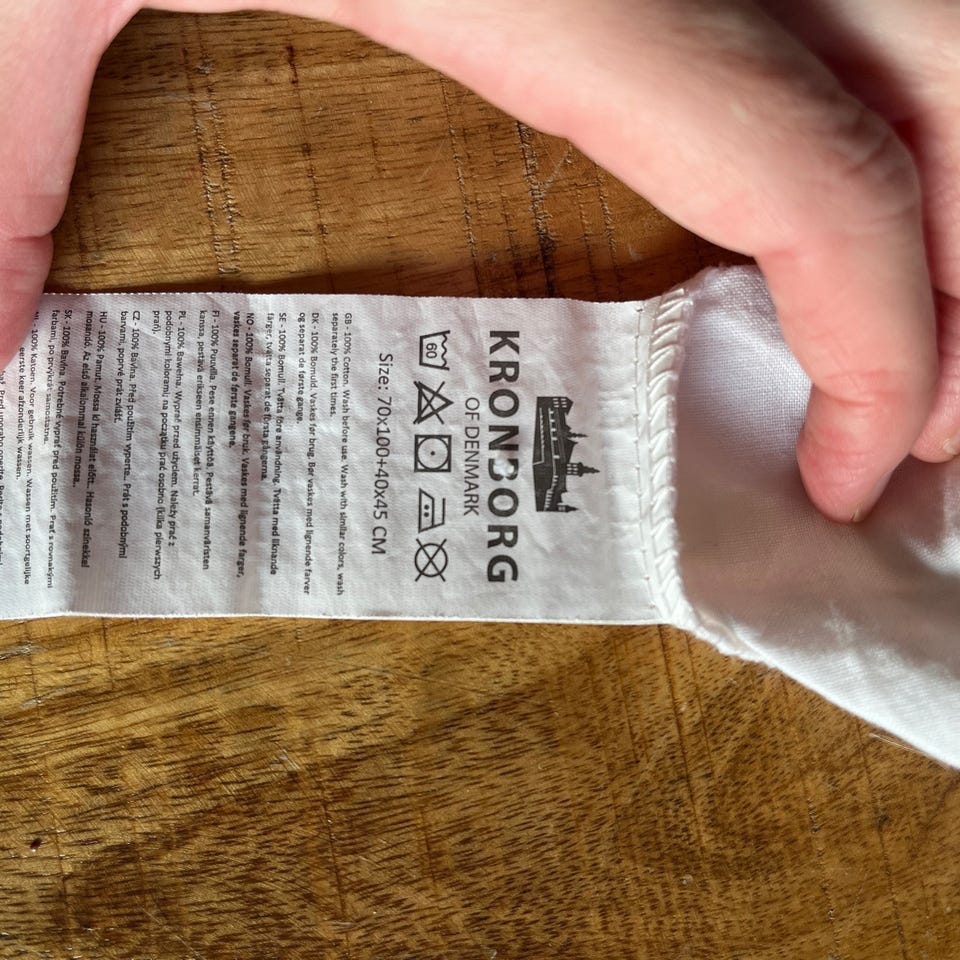 KRONBORG
OF DENMARK
60
Size: 70x100+40x45 CM
GB - 100% Cotton. Wash before use. Wash with similar colors, wash
separately the first times.
DK - 100% Bomuld. Vaskes før brug. Bør vaskes med lignende farver
og separat de første gange.
SE - 100% Bomull. Tvätta före användning. Tvätta med liknande
färger, tvätta separat de första gångerna.
NO - 100% Bomull. Vaskes før bruk. Vaskes med lignende farger,
vaskes separat de første gangene.
FI - 100% Puuvilla. Pese ennen käyttöä. Pestävä samanväristen
kanssa, pestävä erikseen ensimmäiset kerrat.
PL - 100% Bawełna. Wyprać przed użyciem. Należy prać z
podobnymi kolorami; na początku prać osobno (kilka pierwszych
prań).
CZ - 100% Bavlna. Před použitím vyperte.. Prát s podobnými
barvami, poprvé prát zvlášť.
HU - 100% Pamut. Mossa ki használat előtt.. Hasonló színekkel
mosandó. Az első alkalommal külön mossa..
SK - 100% Bavlna. Potrebné vyprať pred použitím. Prať s rovnakými
farbami, po prvýkrát samostatne.
NL - 100% Katoen. Voor gebruik wassen. Wassen met soortgelijke
eerste keer afzonderlijk wassen.
Pred uporabo operite.